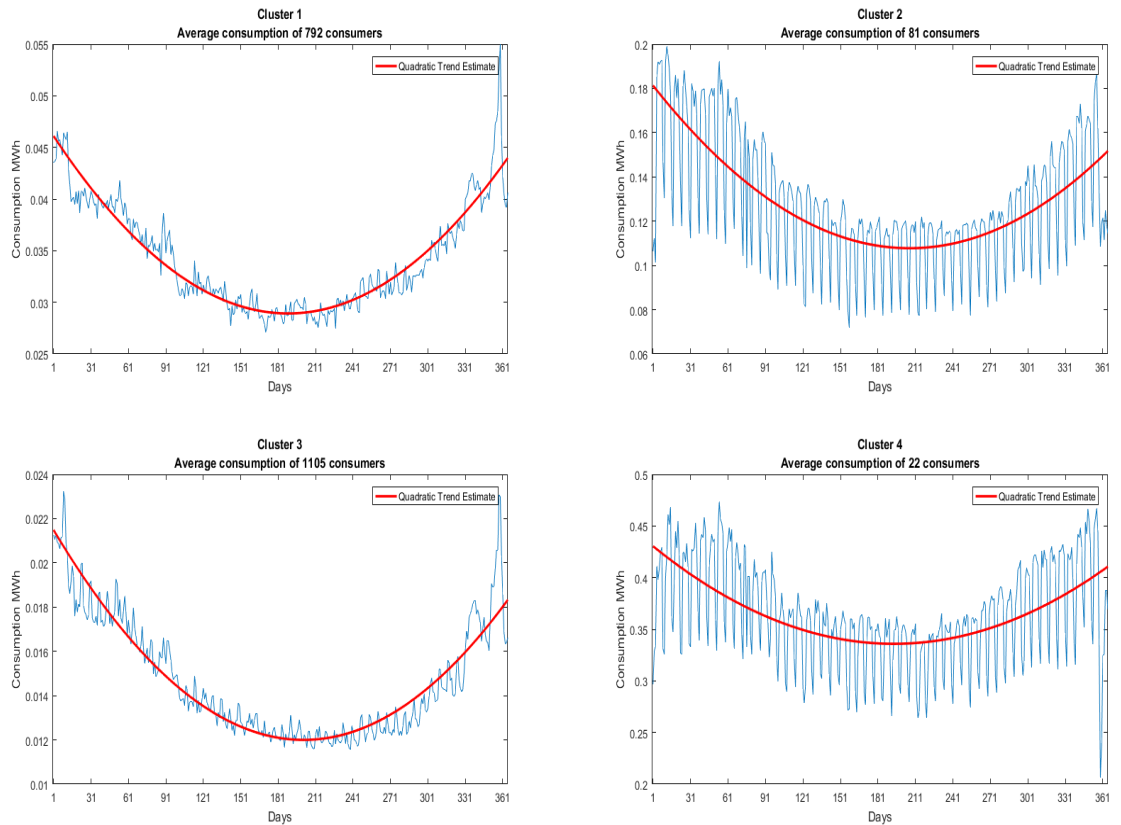 Cluster 1
Average consumption of 792 consumers
Quadratic Trend Estimate
Consumption MWh
0.055
0.05
0.045
0.04
0.035
0.03
0.025
1 31 61 91 121 151 181 211 241 271 301 331 361
Days
Cluster 2
Average consumption of 81 consumers
Quadratic Trend Estimate
Consumption MWh
0.2
0.18
0.16
0.14
0.12
0.1
0.08
0.06
1 31 61 91 121 151 181 211 241 271 301 331 361
Days
Cluster 3
Average consumption of 1105 consumers
Quadratic Trend Estimate
Consumption MWh
0.024
0.022
0.02
0.018
0.016
0.014
0.012
0.01
1 31 61 91 121 151 181 211 241 271 301 331 361
Days
Cluster 4
Average consumption of 22 consumers
Quadratic Trend Estimate
Consumption MWh
0.5
0.45
0.4
0.35
0.3
0.25
0.2
1 31 61 91 121 151 181 211 241 271 301 331 361
Days